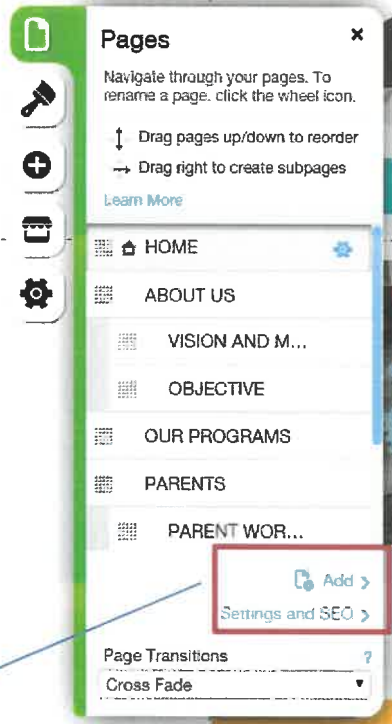 Pages
Navigate through your pages. To
rename a page. click the wheel icon.
Drag pages up/down to reorder
Drag right to create subpages
Learn More
HOME
ABOUT US
VISION AND M...
OBJECTIVE
OUR PROGRAMS
PARENTS
PARENT WOR...
Add >
Settings and SEO >
Page Transitions ?
Cross Fade